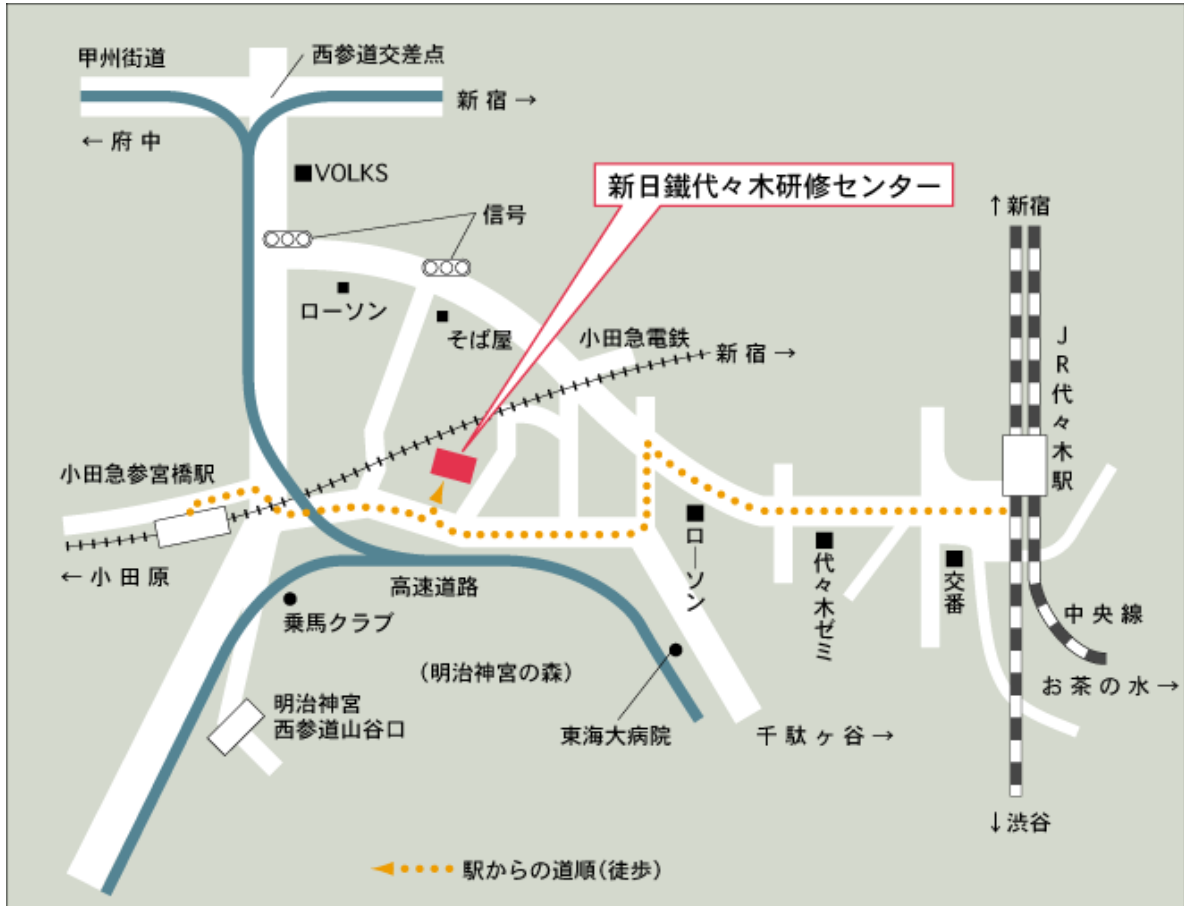 甲州街道
西参道交差点
新宿→
←府中
■VOLKS
新日鐵代々木研修センター
信号
↑新宿
ローソン
そば屋
小田急電鉄
新宿→
JR代々木駅
小田急参宮橋駅
ローソン
代々木ゼミ
交番
←小田原
高速道路
乗馬クラブ
中央線
(明治神宮の森)
お茶の水→
明治神宮
西参道山谷口
東海大病院
千駄ヶ谷→
↓渋谷
駅からの道順(徒歩)